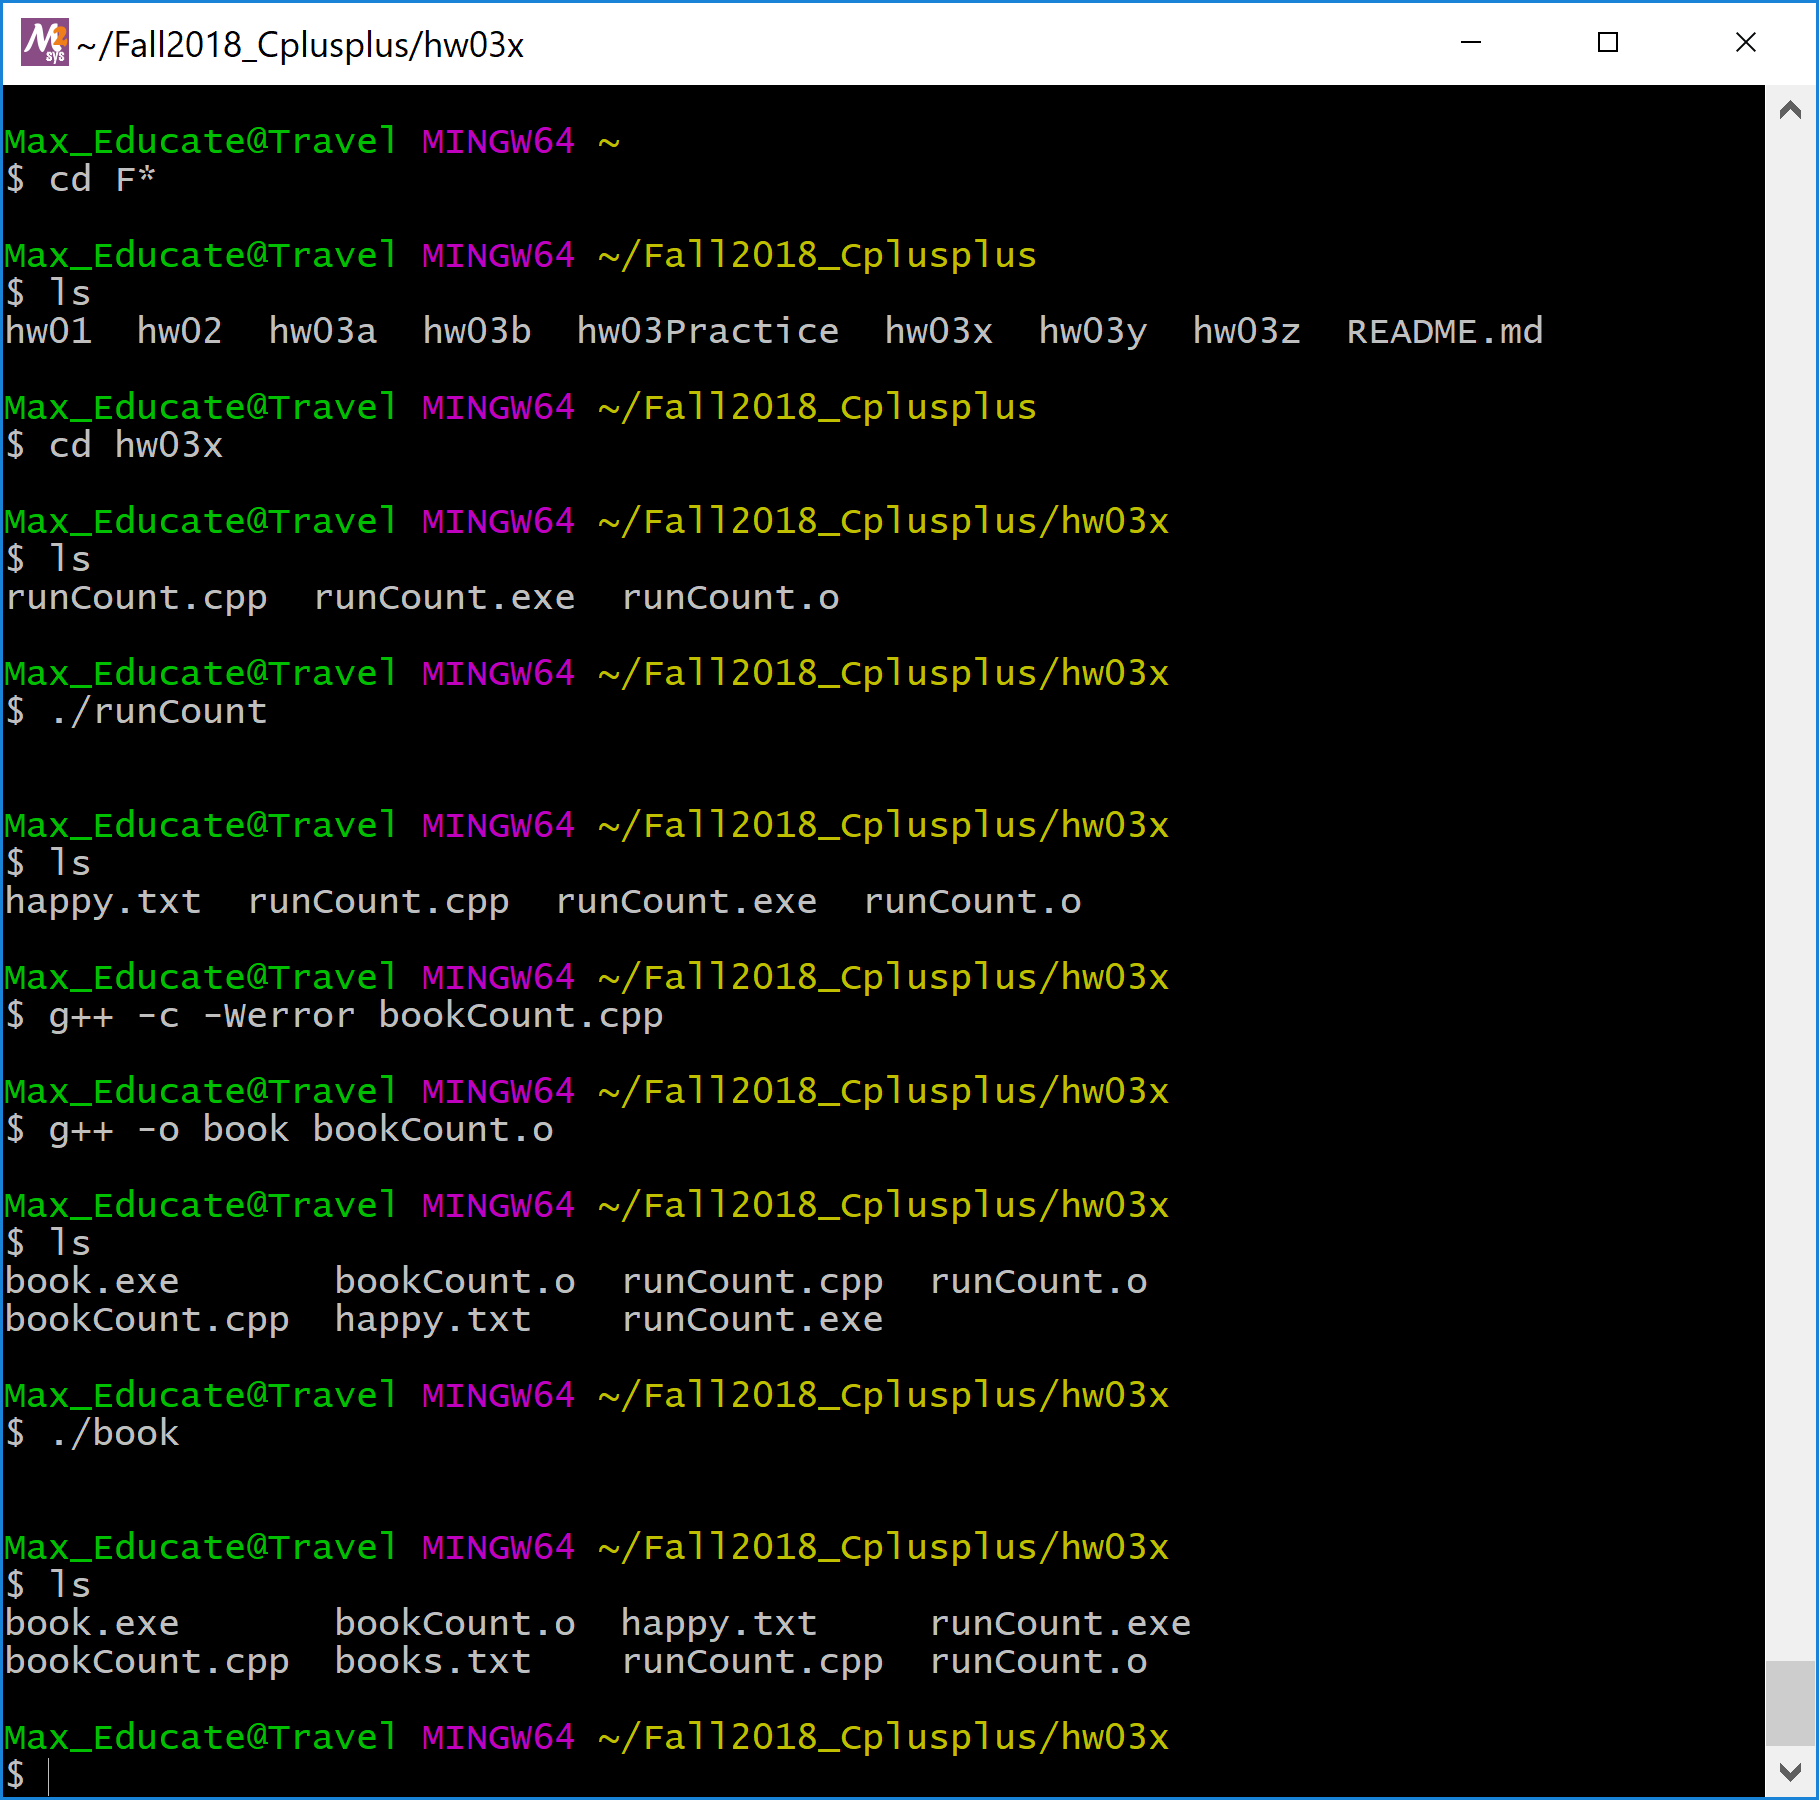 M2 sys ~/Fall2018_Cplusplus/hw03x
Max_Educate@Travel MINGW64 ~
$ cd F*
Max_Educate@Travel MINGW64 ~/Fall2018_Cplusplus
$ ls
hw01  hw02  hw03a  hw03b  hw03Practice  hw03x  hw03y  hw03z  README.md
Max_Educate@Travel MINGW64 ~/Fall2018_Cplusplus
$ cd hw03x
Max_Educate@Travel MINGW64 ~/Fall2018_Cplusplus/hw03x
$ ls
runCount.cpp  runCount.exe  runCount.o
Max_Educate@Travel MINGW64 ~/Fall2018_Cplusplus/hw03x
$ ./runCount
Max_Educate@Travel MINGW64 ~/Fall2018_Cplusplus/hw03x
$ ls
happy.txt  runCount.cpp  runCount.exe  runCount.o
Max_Educate@Travel MINGW64 ~/Fall2018_Cplusplus/hw03x
$ g++ -c -Werror bookCount.cpp
Max_Educate@Travel MINGW64 ~/Fall2018_Cplusplus/hw03x
$ g++ -o book bookCount.o
Max_Educate@Travel MINGW64 ~/Fall2018_Cplusplus/hw03x
$ ls
book.exe       bookCount.o  runCount.cpp  runCount.o
bookCount.cpp  happy.txt    runCount.exe
Max_Educate@Travel MINGW64 ~/Fall2018_Cplusplus/hw03x
$ ./book
Max_Educate@Travel MINGW64 ~/Fall2018_Cplusplus/hw03x
$ ls
book.exe       bookCount.o  happy.txt     runCount.exe
bookCount.cpp  books.txt    runCount.cpp  runCount.o
Max_Educate@Travel MINGW64 ~/Fall2018_Cplusplus/hw03x
$